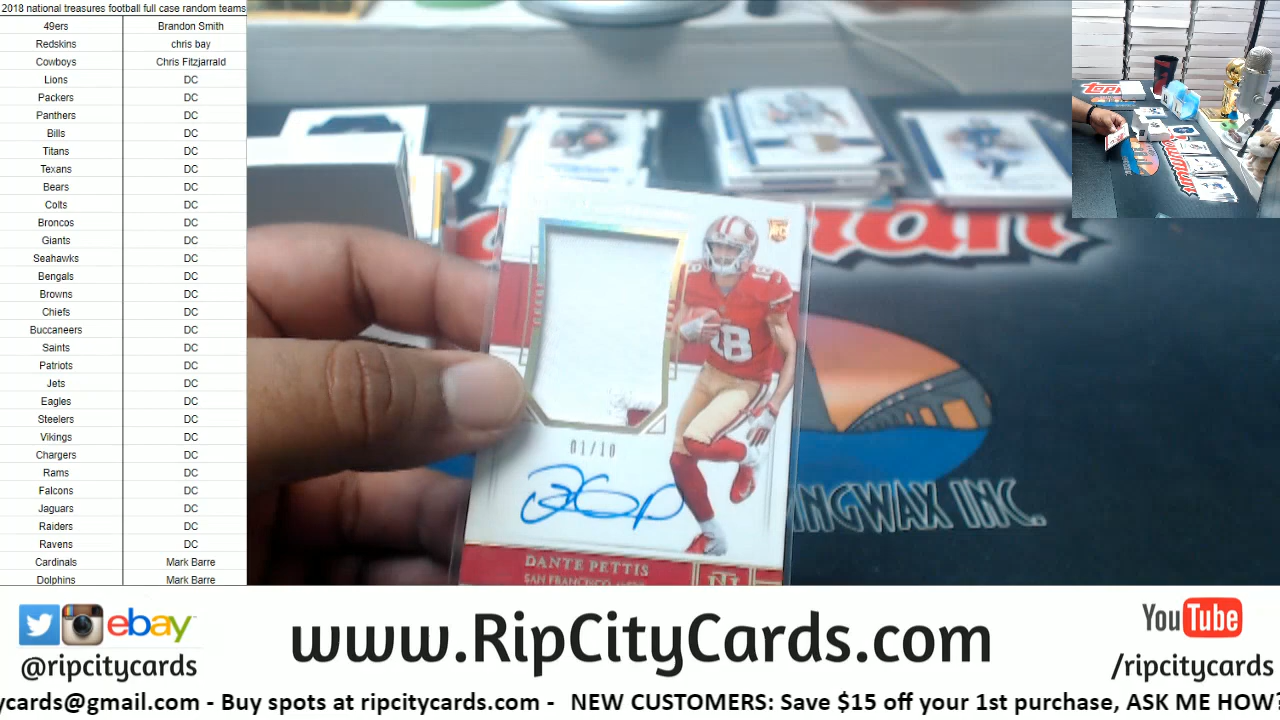 2018 national treasures football full case random teams
49ers Brandon Smith
Redskins chris bay
Cowboys Chris Fitzjarrald
Lions DC
Packers DC
Panthers DC
Bills DC
Titans DC
Texans DC
Bears DC
Colts DC
Broncos DC
Giants DC
Seahawks DC
Bengals DC
Browns DC
Chiefs DC
Buccaneers DC
Saints DC
Patriots DC
Jets DC
Eagles DC
Steelers DC
Vikings DC
Chargers DC
Rams DC
Falcons DC
Jaguars DC
Raiders DC
Ravens DC
Cardinals Mark Barre
Dolphins Mark Barre
RC
18
18
01/10
DANTE PETTIS
SAN FRANCISCO
NT
NGWAX INC.
topp
ebay
@ripcitycards
www.RipCityCards.com
YouTube
/ripcitycards
ycards@gmail.com - Buy spots at ripcitycards.com - NEW CUSTOMERS: Save $15 off your 1st purchase, ASK ME HOW?